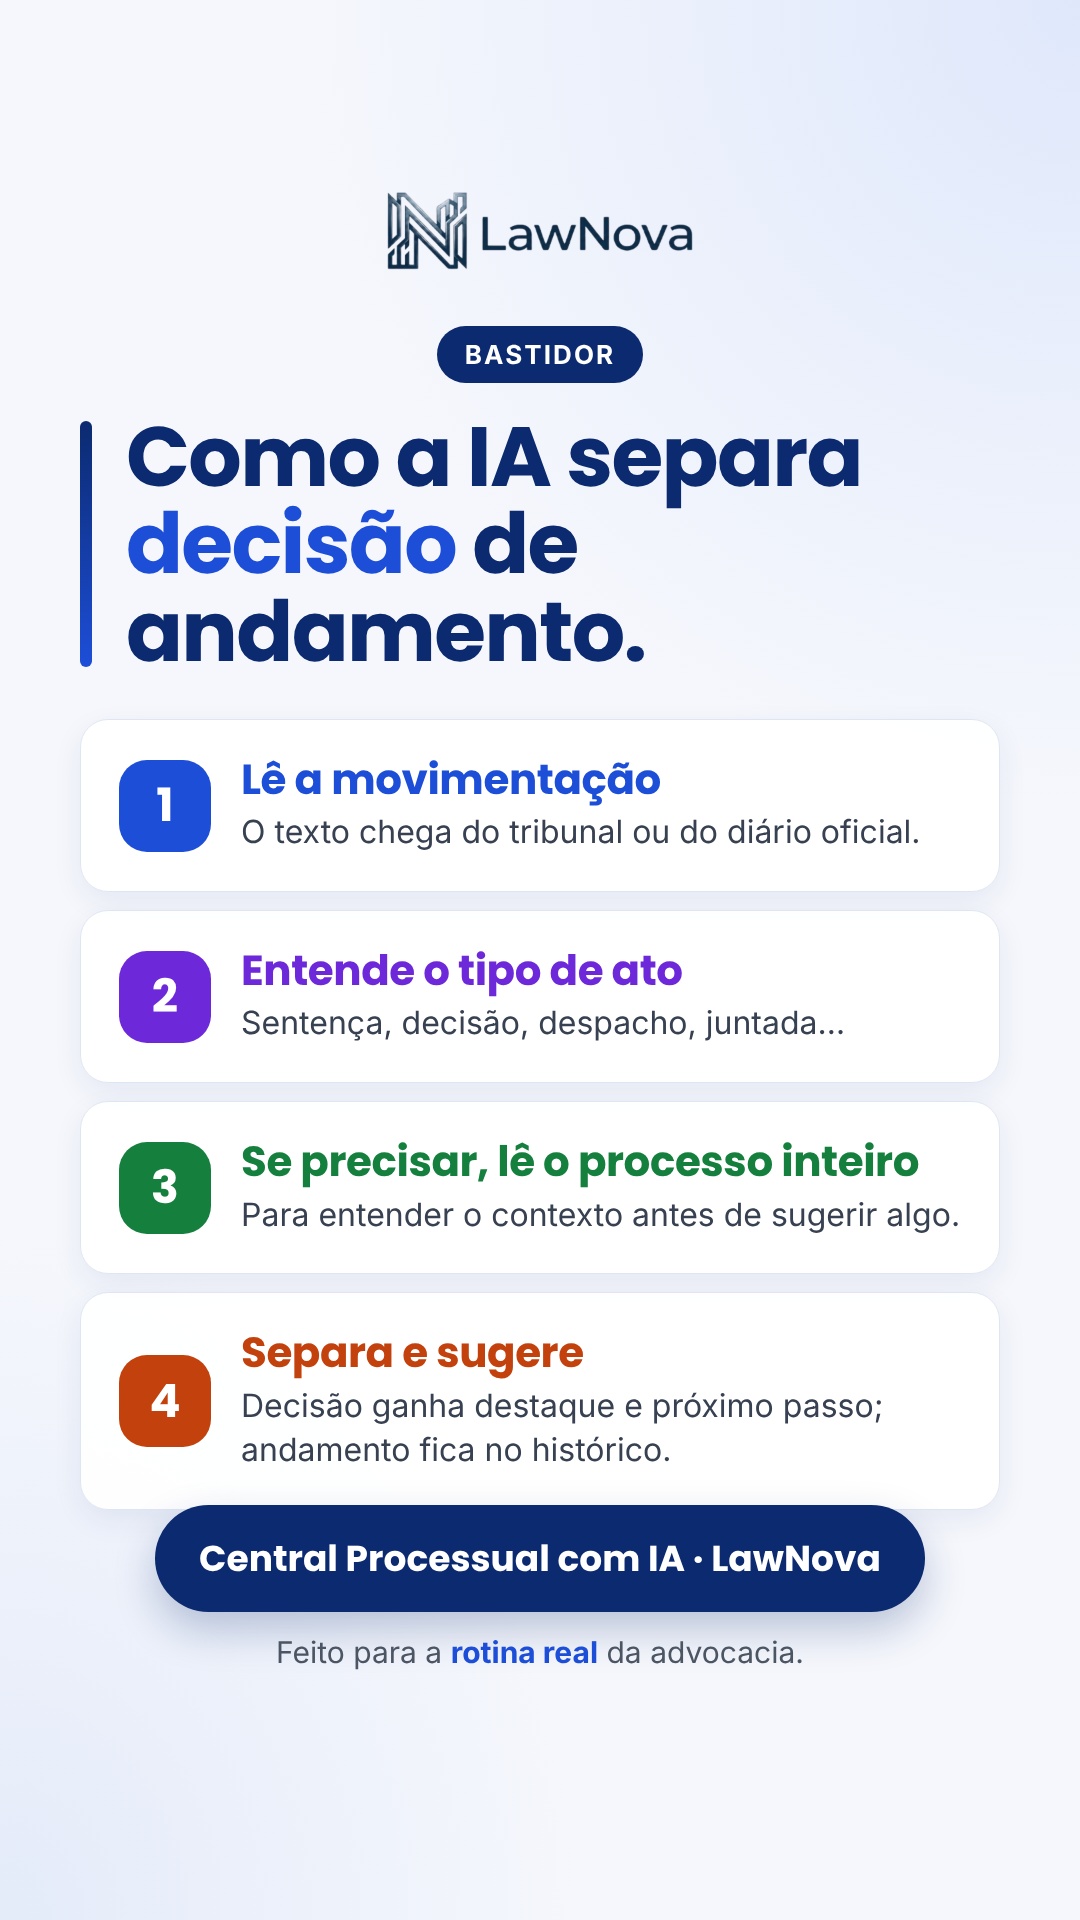 LawNova
BASTIDOR
Como a IA separa
decisão de
andamento.
1
Lê a movimentação
O texto chega do tribunal ou do diário oficial.
2
Entende o tipo de ato
Sentença, decisão, despacho, juntada...
3
Se precisar, lê o processo inteiro
Para entender o contexto antes de sugerir algo.
4
Separa e sugere
Decisão ganha destaque e próximo passo;
andamento fica no histórico.
Central Processual com IA · LawNova
Feito para a rotina real da advocacia.